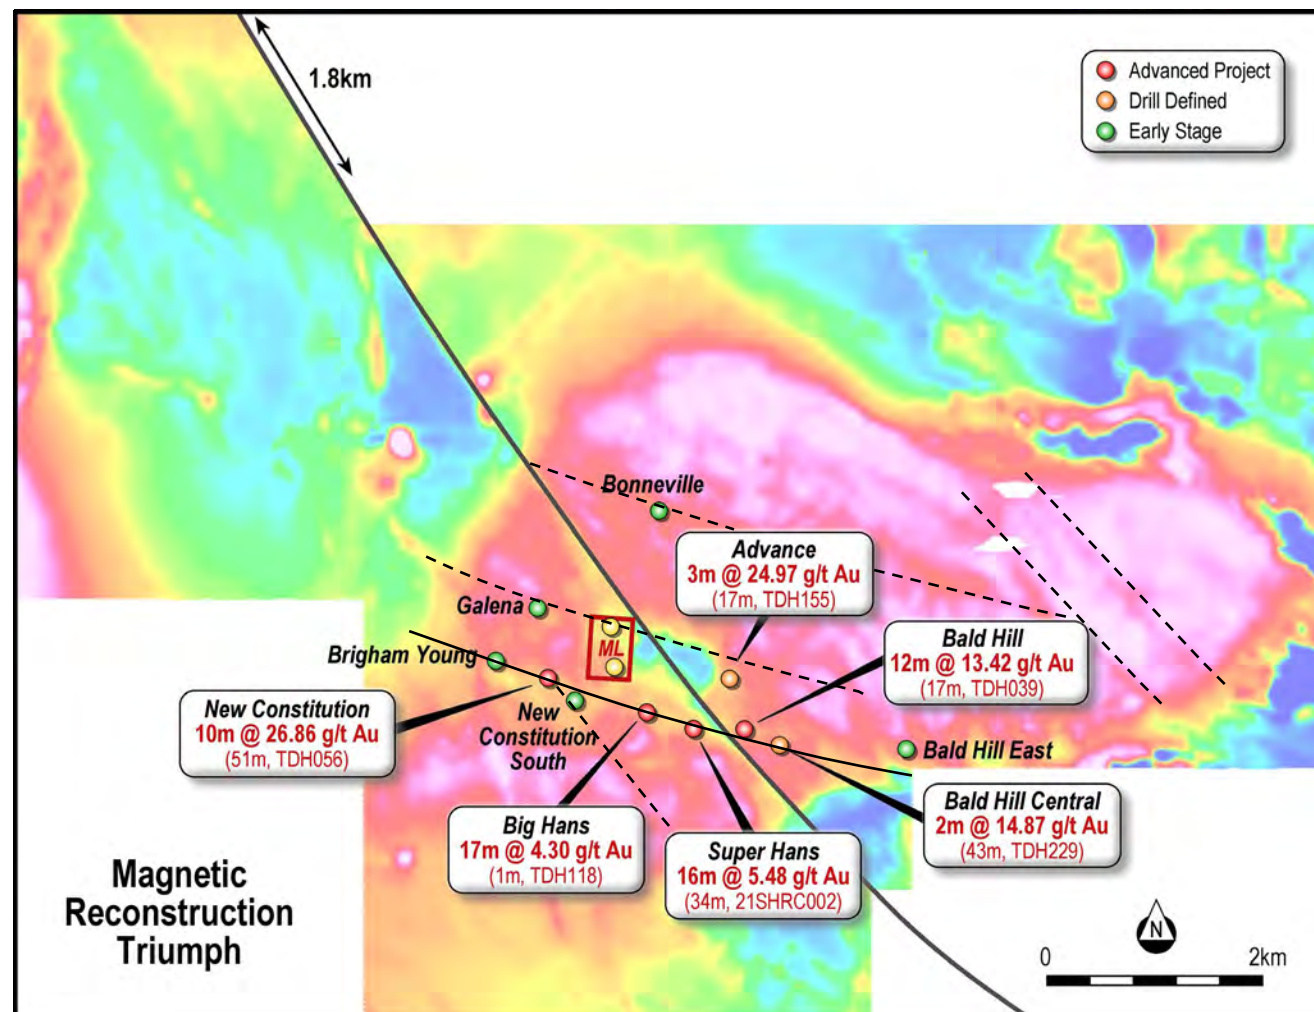 1.8km
Advanced Project
Drill Defined
Early Stage
Bonneville
Advance
3m @ 24.97 g/t Au
(17m, TDH155)
Galena
ML
Bald Hill
12m @ 13.42 g/t Au
(17m, TDH039)
Brigham Young
New Constitution
10m @ 26.86 g/t Au
(51m, TDH056)
New
Constitution
South
Bald Hill East
Big Hans
17m @ 4.30 g/t Au
(1m, TDH118)
Super Hans
16m @ 5.48 g/t Au
(34m, 21SHRC002)
Bald Hill Central
2m @ 14.87 g/t Au
(43m, TDH229)
Magnetic
Reconstruction
Triumph
N
0 2km